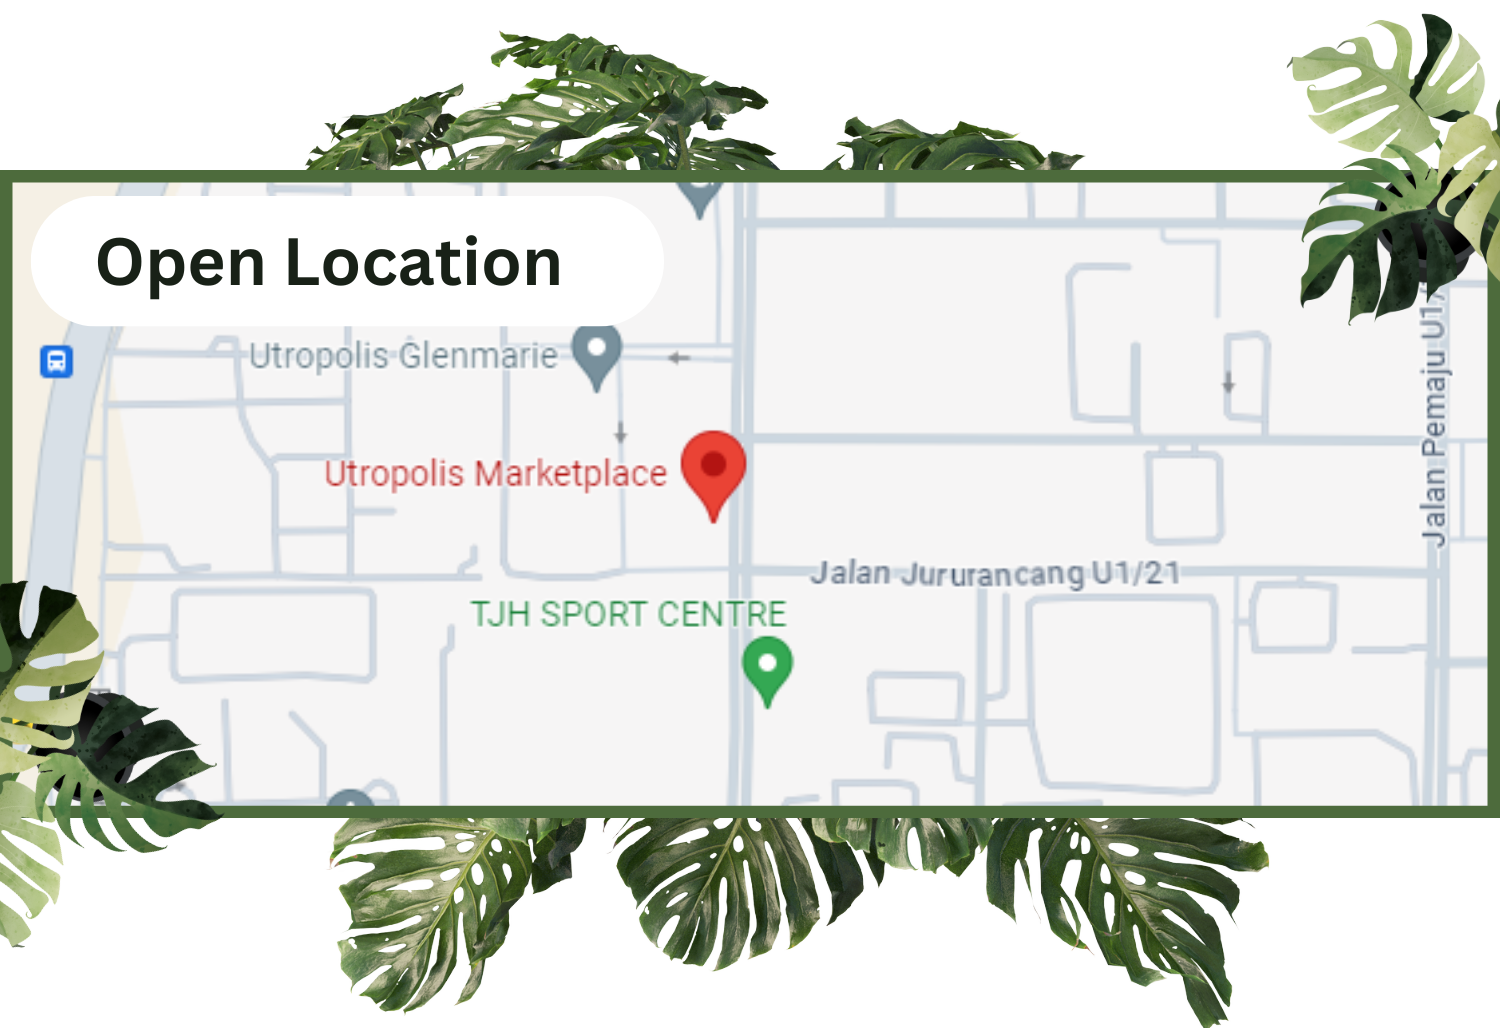 Open Location
Utropolis Glenmarie
Utropolis Marketplace
Jalan Jururancang U1/21
TJH SPORT CENTRE
Jalan Pemaju U1/